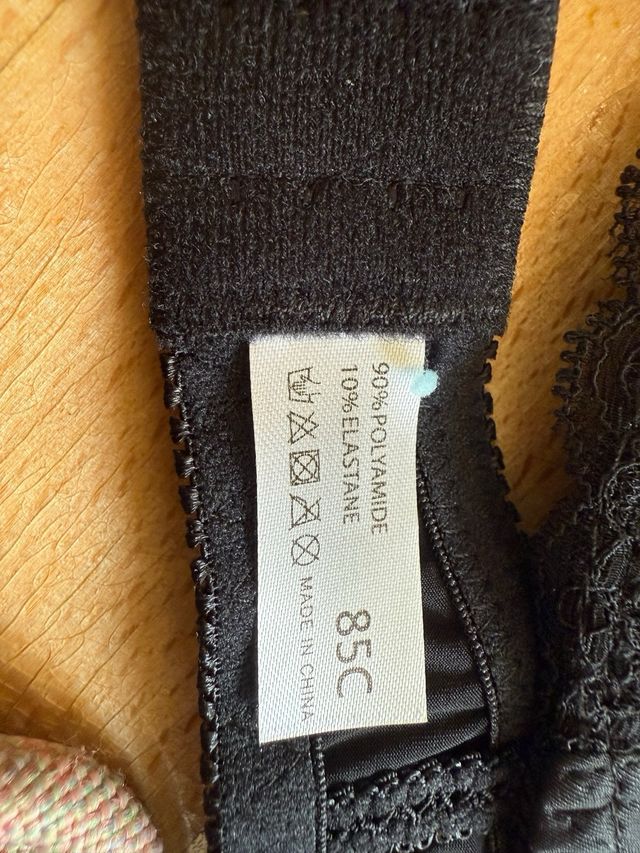 90% POLYAMIDE
10% ELASTANE
85C
MADE IN CHINA